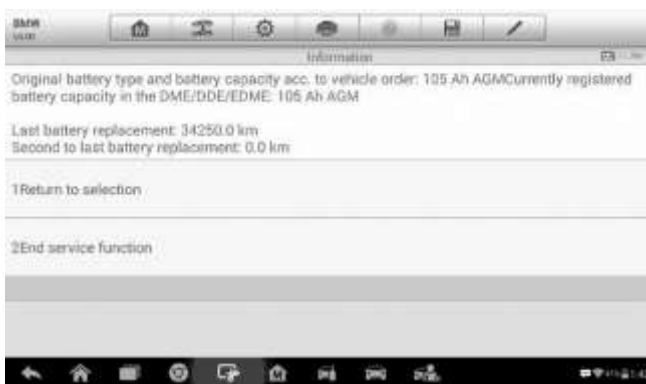 BMW
Information
Original battery type and battery capacity acc. to vehicle order: 105 Ah AGMCurrently registered
battery capacity in the DME/DDE/EDME: 105 Ah AGM
Last battery replacement: 34250.0 km
Second to last battery replacement: 0.0 km
1Return to selection
2End service function